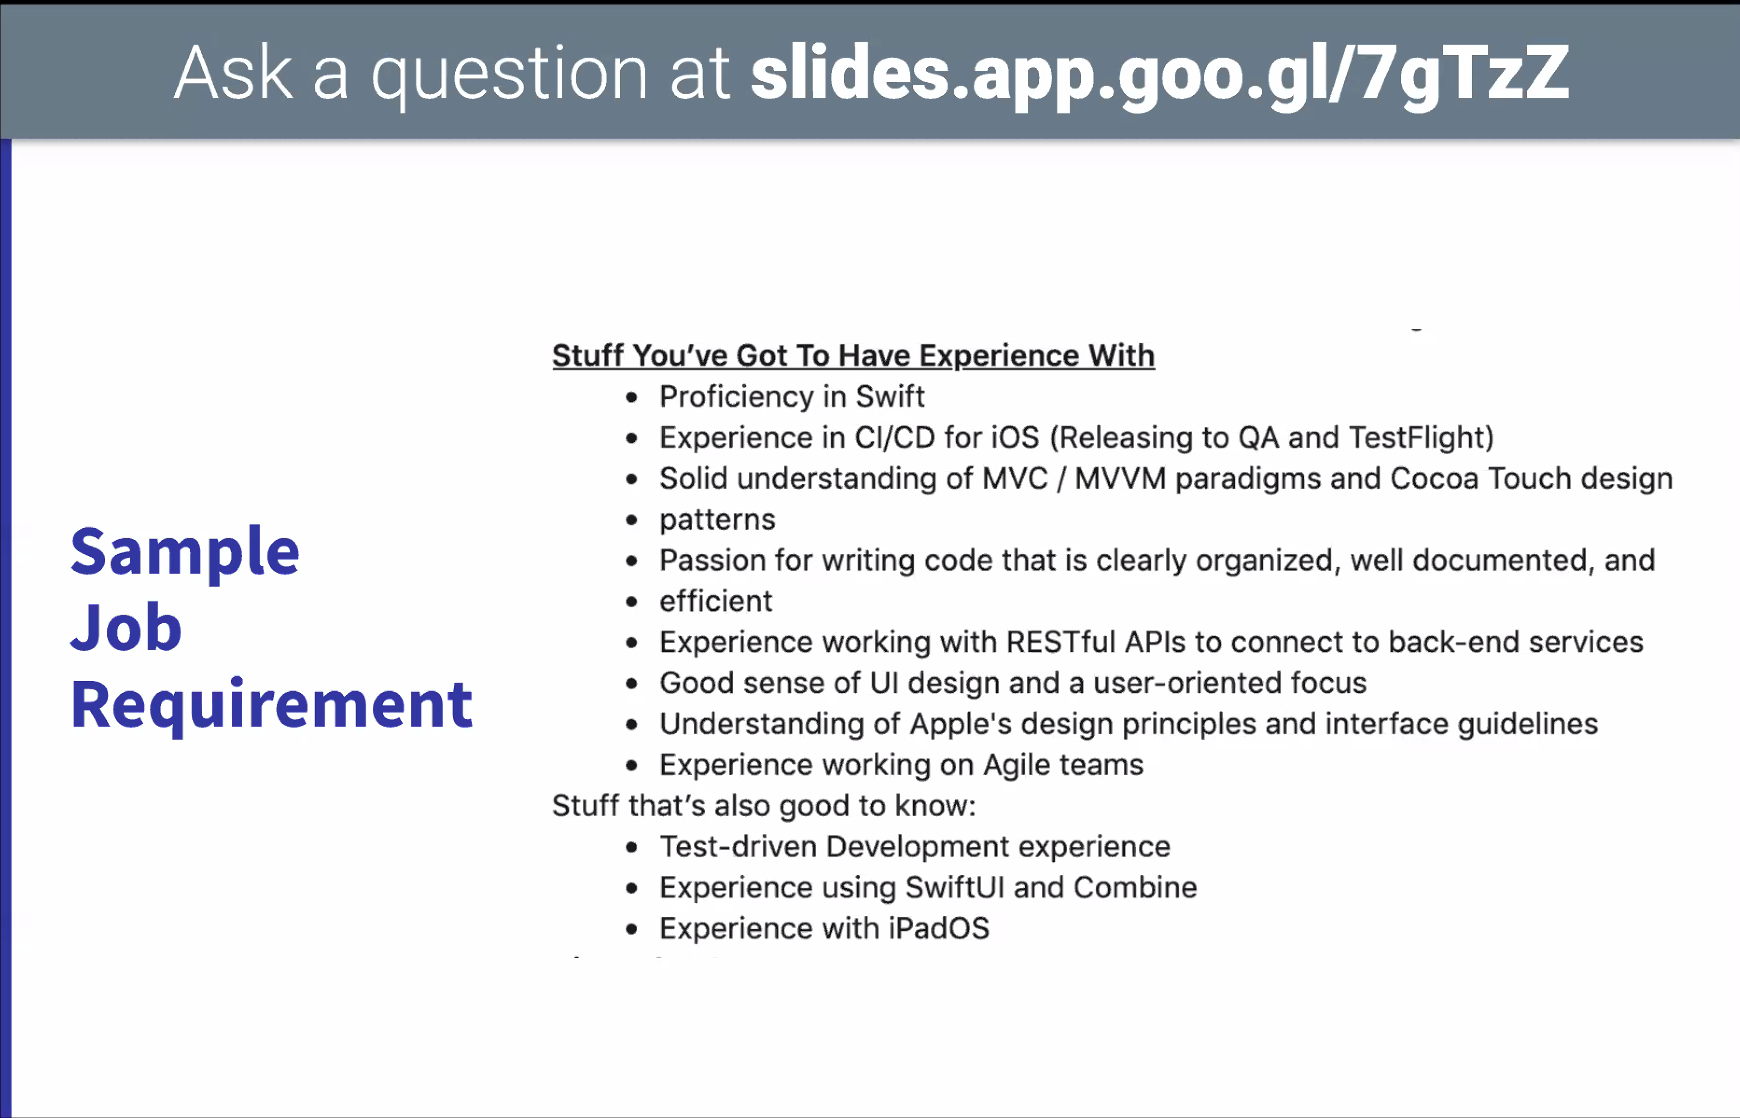 Ask a question at slides.app.goo.gl/7gTzZ
Sample
Job
Requirement
Stuff You’ve Got To Have Experience With
• Proficiency in Swift
• Experience in CI/CD for iOS (Releasing to QA and TestFlight)
• Solid understanding of MVC / MVVM paradigms and Cocoa Touch design
• patterns
• Passion for writing code that is clearly organized, well documented, and
• efficient
• Experience working with RESTful APIs to connect to back-end services
• Good sense of UI design and a user-oriented focus
• Understanding of Apple's design principles and interface guidelines
• Experience working on Agile teams
Stuff that’s also good to know:
• Test-driven Development experience
• Experience using SwiftUI and Combine
• Experience with iPadOS